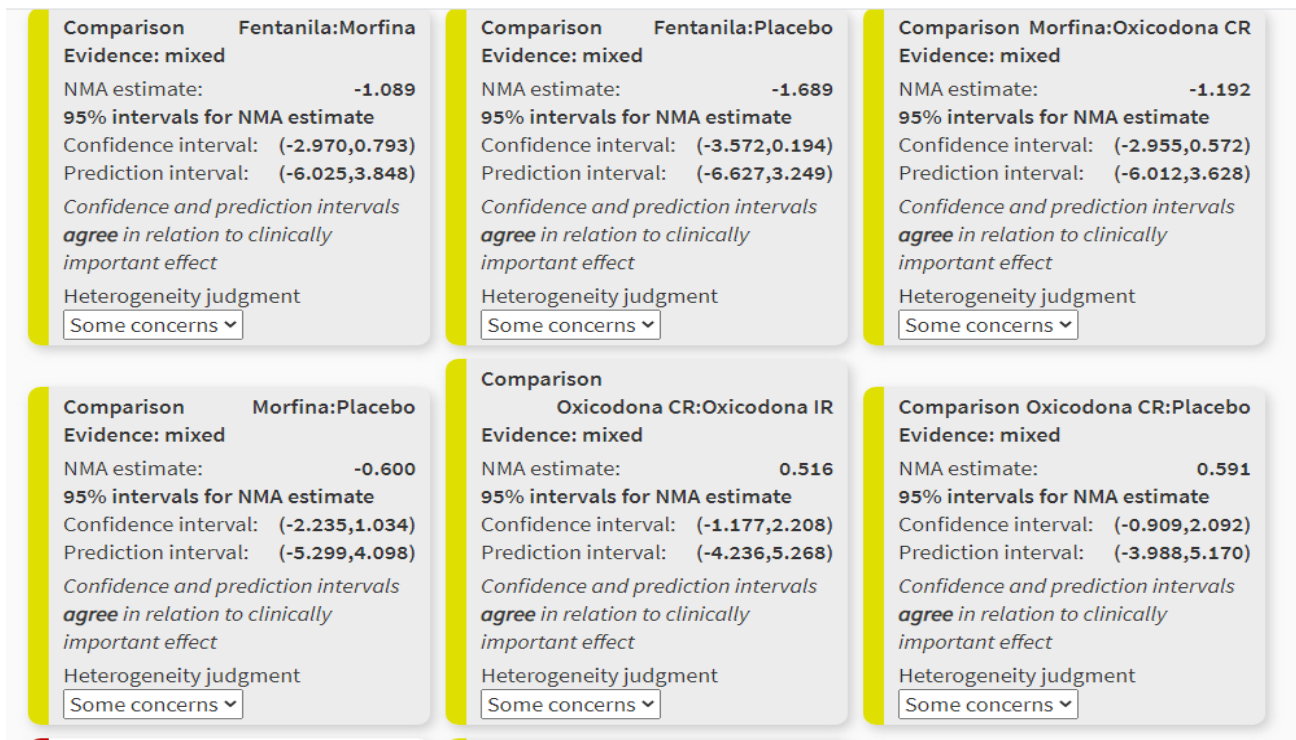 Comparison Fentanila:Morfina
Evidence: mixed
NMA estimate: -1.089
95% intervals for NMA estimate
Confidence interval: (-2.970,0.793)
Prediction interval: (-6.025,3.848)
Confidence and prediction intervals
agree in relation to clinically
important effect
Heterogeneity judgment
Some concerns
Comparison Fentanila:Placebo
Evidence: mixed
NMA estimate: -1.689
95% intervals for NMA estimate
Confidence interval: (-3.572,0.194)
Prediction interval: (-6.627,3.249)
Confidence and prediction intervals
agree in relation to clinically
important effect
Heterogeneity judgment
Some concerns
Comparison Morfina:Oxicodona CR
Evidence: mixed
NMA estimate: -1.192
95% intervals for NMA estimate
Confidence interval: (-2.955,0.572)
Prediction interval: (-6.012,3.628)
Confidence and prediction intervals
agree in relation to clinically
important effect
Heterogeneity judgment
Some concerns
Comparison Morfina:Placebo
Evidence: mixed
NMA estimate: -0.600
95% intervals for NMA estimate
Confidence interval: (-2.235,1.034)
Prediction interval: (-5.299,4.098)
Confidence and prediction intervals
agree in relation to clinically
important effect
Heterogeneity judgment
Some concerns
Comparison
Oxicodona CR:Oxicodona IR
Evidence: mixed
NMA estimate: 0.516
95% intervals for NMA estimate
Confidence interval: (-1.177,2.208)
Prediction interval: (-4.236,5.268)
Confidence and prediction intervals
agree in relation to clinically
important effect
Heterogeneity judgment
Some concerns
Comparison Oxicodona CR:Placebo
Evidence: mixed
NMA estimate: 0.591
95% intervals for NMA estimate
Confidence interval: (-0.909,2.092)
Prediction interval: (-3.988,5.170)
Confidence and prediction intervals
agree in relation to clinically
important effect
Heterogeneity judgment
Some concerns